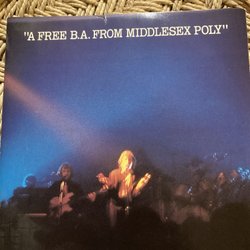 "A FREE B.A. FROM MIDDLESEX POLY"